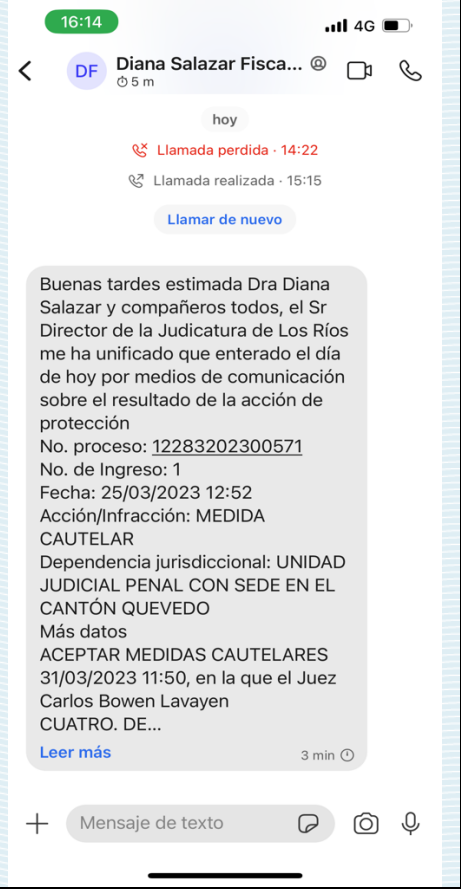 16:14
4G
DF
Diana Salazar Fisca...
5 m
hoy
Llamada perdida · 14:22
Llamada realizada · 15:15
Llamar de nuevo
Buenas tardes estimada Dra Diana
Salazar y compañeros todos, el Sr
Director de la Judicatura de Los Ríos
me ha unificado que enterado el día
de hoy por medios de comunicación
sobre el resultado de la acción de
protección
No. proceso: 12283202300571
No. de Ingreso: 1
Fecha: 25/03/2023 12:52
Acción/Infracción: MEDIDA
CAUTELAR
Dependencia jurisdiccional: UNIDAD
JUDICIAL PENAL CON SEDE EN EL
CANTÓN QUEVEDO
Más datos
ACEPTAR MEDIDAS CAUTELARES
31/03/2023 11:50, en la que el Juez
Carlos Bowen Lavayen
CUATRO. DE...
Leer más
3 min
Mensaje de texto